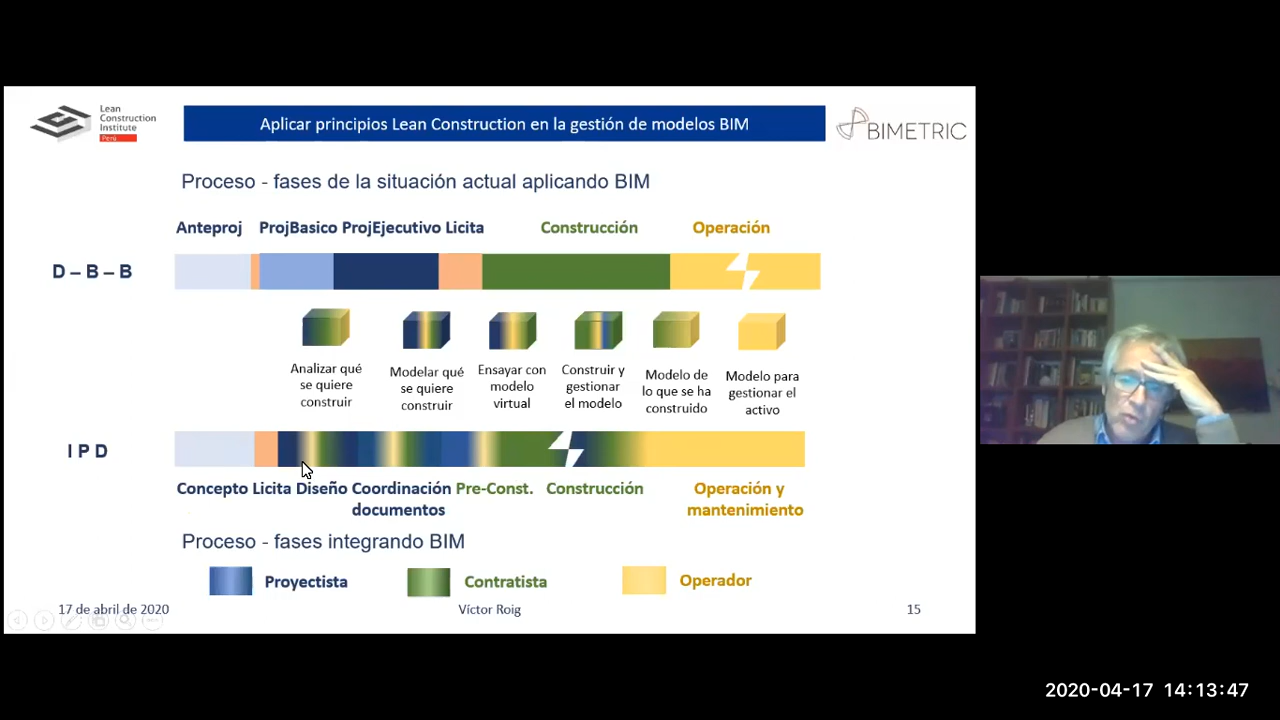 Lean
Construction
Institute
Perú
Aplicar principios Lean Construction en la gestión de modelos BIM
BIMETRIC
Proceso - fases de la situación actual aplicando BIM
Anteproj ProjBasico ProjEjecutivo Licita Construcción Operación
D – B – B
Analizar qué
se quiere
construir
Modelar qué
se quiere
construir
Ensayar con
modelo
virtual
Construir y
gestionar
el modelo
Modelo de
lo que se ha
construido
Modelo para
gestionar el
activo
I P D
Concepto Licita Diseño Coordinación Pre-Const. Construcción Operación y
documentos mantenimiento
Proceso - fases integrando BIM
Proyectista Contratista Operador
17 de abril de 2020 Víctor Roig 15
2020-04-17 14:13:47